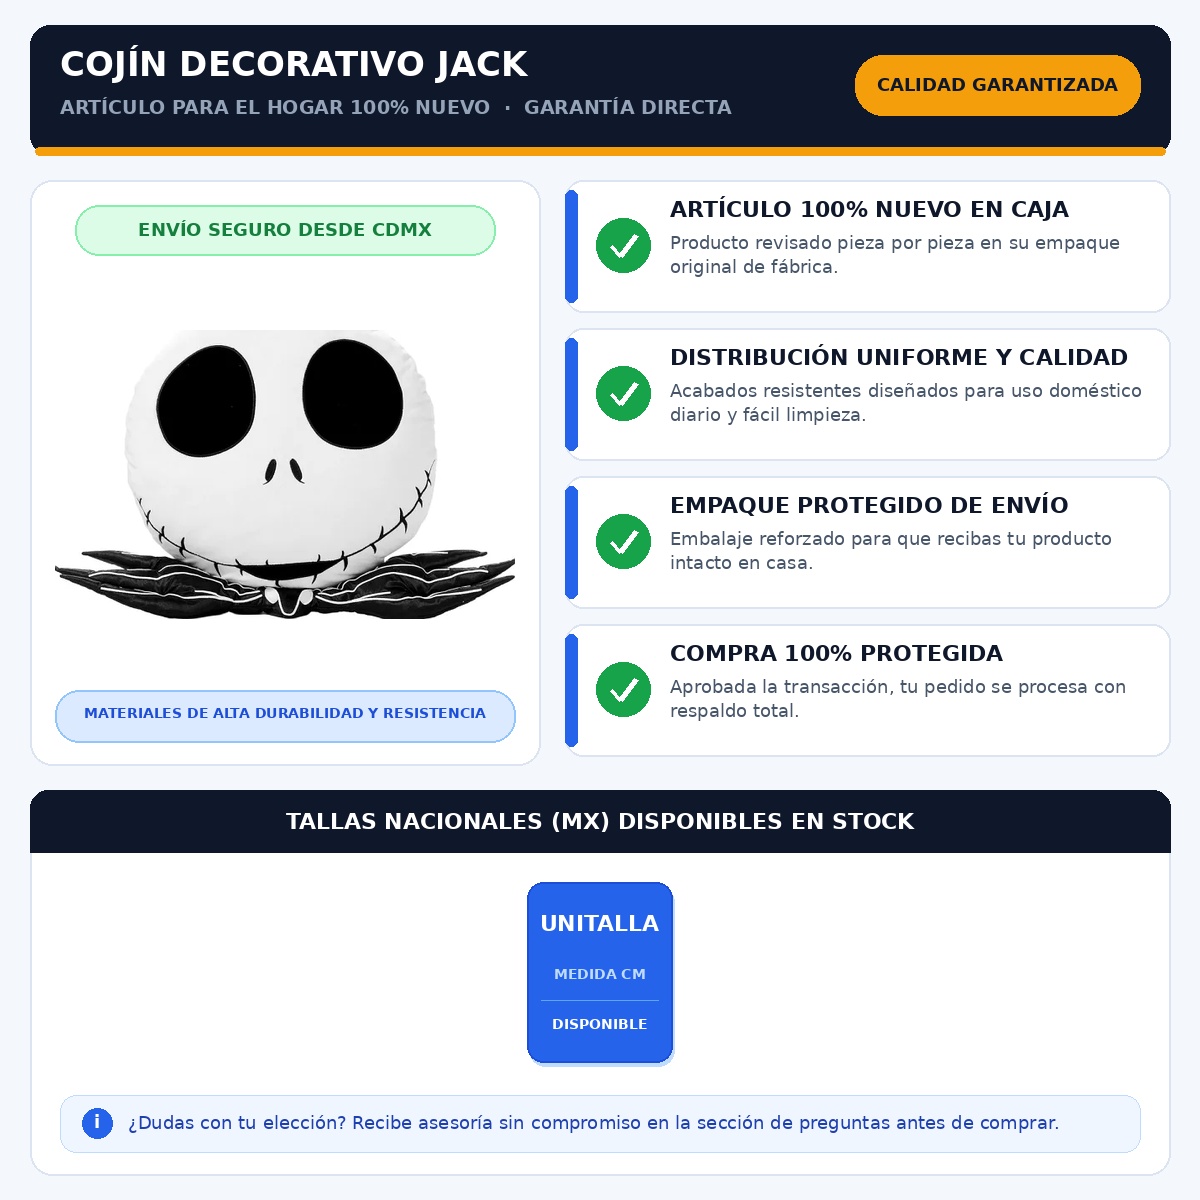 COJÍN DECORATIVO JACK
ARTÍCULO PARA EL HOGAR 100% NUEVO · GARANTÍA DIRECTA
CALIDAD GARANTIZADA
ENVÍO SEGURO DESDE CDMX
MATERIALES DE ALTA DURABILIDAD Y RESISTENCIA
ARTÍCULO 100% NUEVO EN CAJA
Producto revisado pieza por pieza en su empaque
original de fábrica.
DISTRIBUCIÓN UNIFORME Y CALIDAD
Acabados resistentes diseñados para uso doméstico
diario y fácil limpieza.
EMPAQUE PROTEGIDO DE ENVÍO
Embalaje reforzado para que recibas tu producto
intacto en casa.
COMPRA 100% PROTEGIDA
Aprobada la transacción, tu pedido se procesa con
respaldo total.
TALLAS NACIONALES (MX) DISPONIBLES EN STOCK
UNITALLA
MEDIDA CM
DISPONIBLE
i ¿Dudas con tu elección? Recibe asesoría sin compromiso en la sección de preguntas antes de comprar.